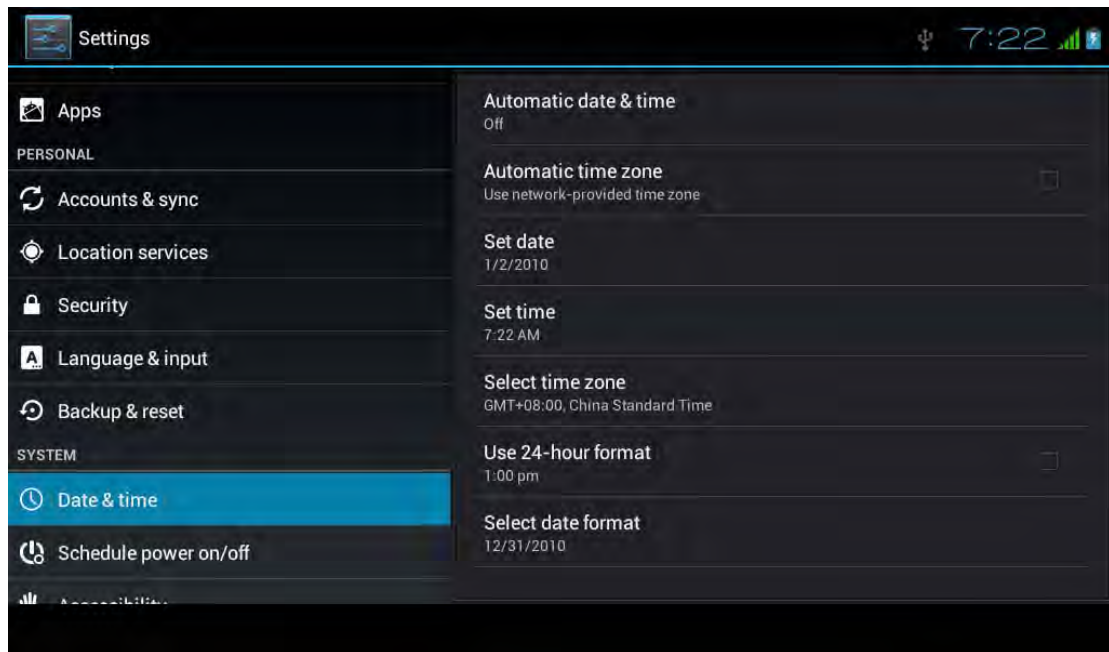 Settings
7:22
Apps
PERSONAL
Accounts & sync
Location services
Security
Language & input
Backup & reset
SYSTEM
Date & time
Schedule power on/off
Accessibility
Automatic date & time
Off
Automatic time zone
Use network-provided time zone
Set date
1/2/2010
Set time
7:22 AM
Select time zone
GMT+08:00, China Standard Time
Use 24-hour format
1:00 pm
Select date format
12/31/2010